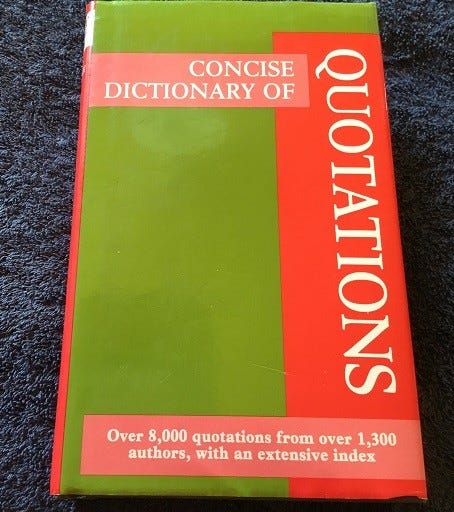 CONCISE
DICTIONARY OF
QUOTATIONS
Over 8,000 quotations from over 1,300
authors, with an extensive index